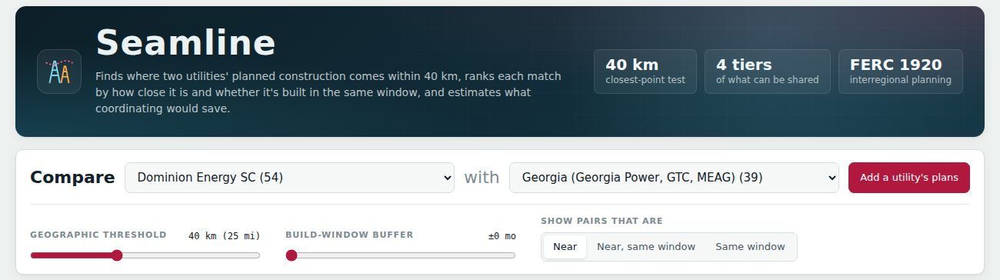 Seamline
Finds where two utilities' planned construction comes within 40 km, ranks each match
by how close it is and whether it's built in the same window, and estimates what
coordinating would save.
40 km
closest-point test
4 tiers
of what can be shared
FERC 1920
interregional planning
Compare
Dominion Energy SC (54)
with
Georgia (Georgia Power, GTC, MEAG) (39)
Add a utility's plans
GEOGRAPHIC THRESHOLD
40 km (25 mi)
BUILD-WINDOW BUFFER
±0 mo
SHOW PAIRS THAT ARE
Near
Near, same window
Same window